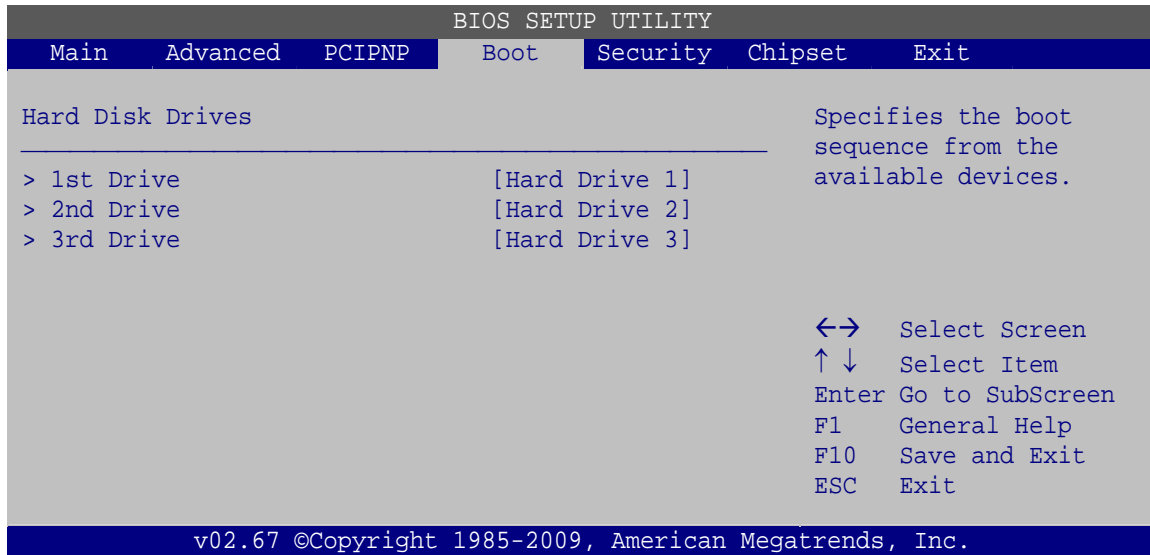 BIOS SETUP UTILITY
Main Advanced PCIPNP Boot Security Chipset Exit
Hard Disk Drives
> 1st Drive [Hard Drive 1]
> 2nd Drive [Hard Drive 2]
> 3rd Drive [Hard Drive 3]
Specifies the boot
sequence from the
available devices.
←→ Select Screen
↑ ↓ Select Item
Enter Go to SubScreen
F1 General Help
F10 Save and Exit
ESC Exit
v02.67 ©Copyright 1985-2009, American Megatrends, Inc.